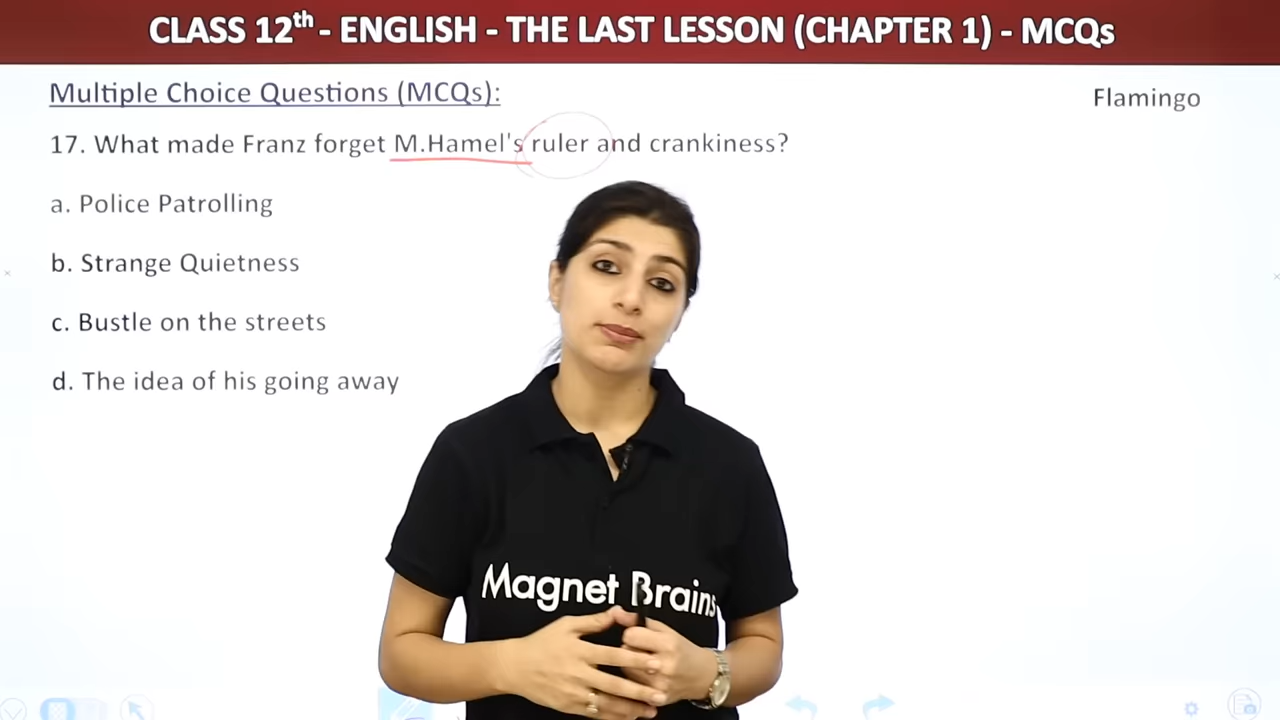 CLASS 12th - ENGLISH - THE LAST LESSON (CHAPTER 1) - MCQs
Multiple Choice Questions (MCQs):
Flamingo
17. What made Franz forget M.Hamel's ruler and crankiness?
a. Police Patrolling
b. Strange Quietness
c. Bustle on the streets
d. The idea of his going away
Magnet Brains